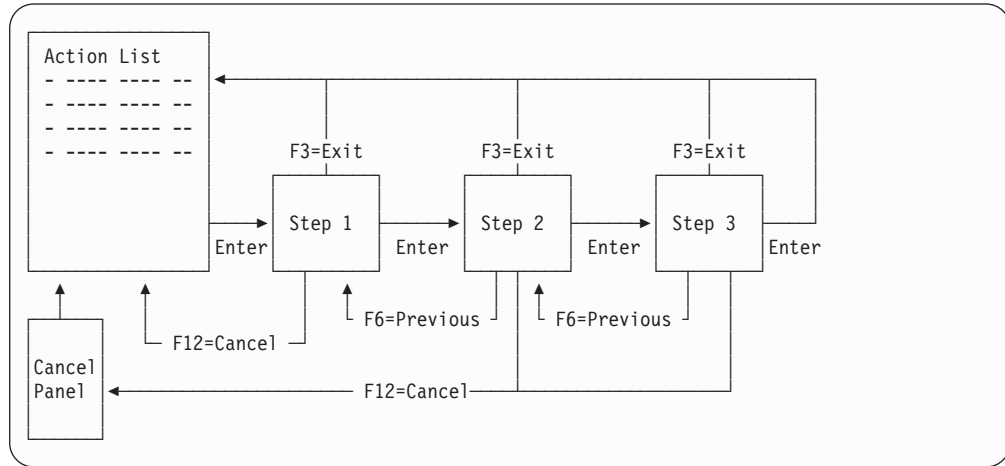 Action List
- ---- ---- --
- ---- ---- --
- ---- ---- --
- ---- ---- --
F3=Exit F3=Exit F3=Exit
Step 1 Step 2 Step 3
Enter Enter Enter Enter
F6=Previous F6=Previous
F12=Cancel
Cancel
Panel
F12=Cancel